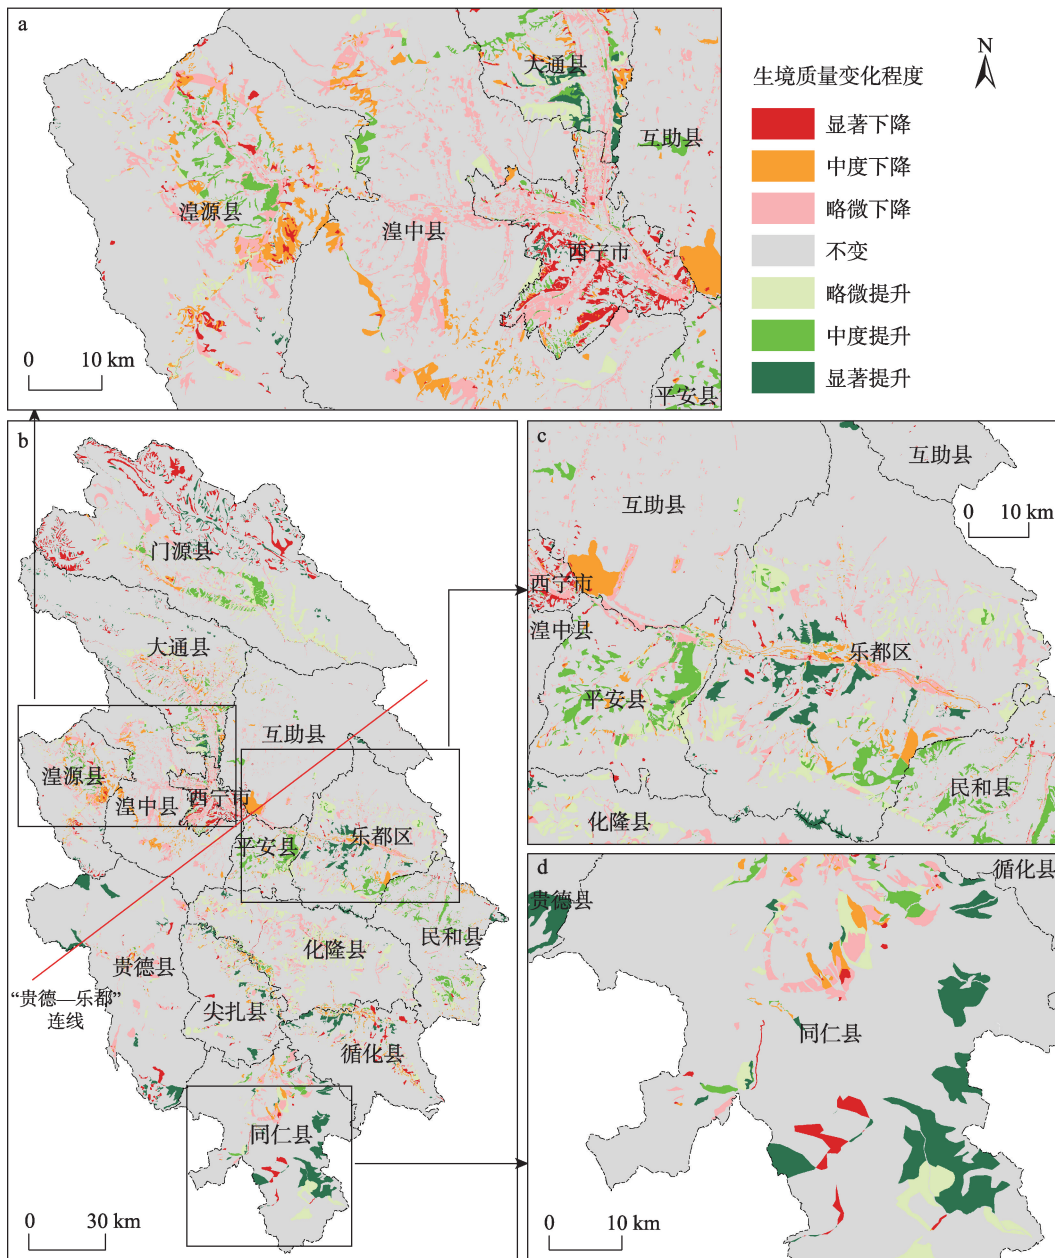 a
大通县
互助县
湟源县
湟中县
西宁市
平安县
0 10 km
N
生境质量变化程度
显著下降
中度下降
略微下降
不变
略微提升
中度提升
显著提升
b
门源县
大通县
互助县
湟源县
湟中县
西宁市
平安县
乐都区
化隆县
民和县
贵德县
“贵德—乐都”
连线
尖扎县
循化县
同仁县
0 30 km
c
互助县
互助县
0 10 km
西宁市
湟中县
乐都区
平安县
民和县
化隆县
d
循化县
贵德县
同仁县
0 10 km